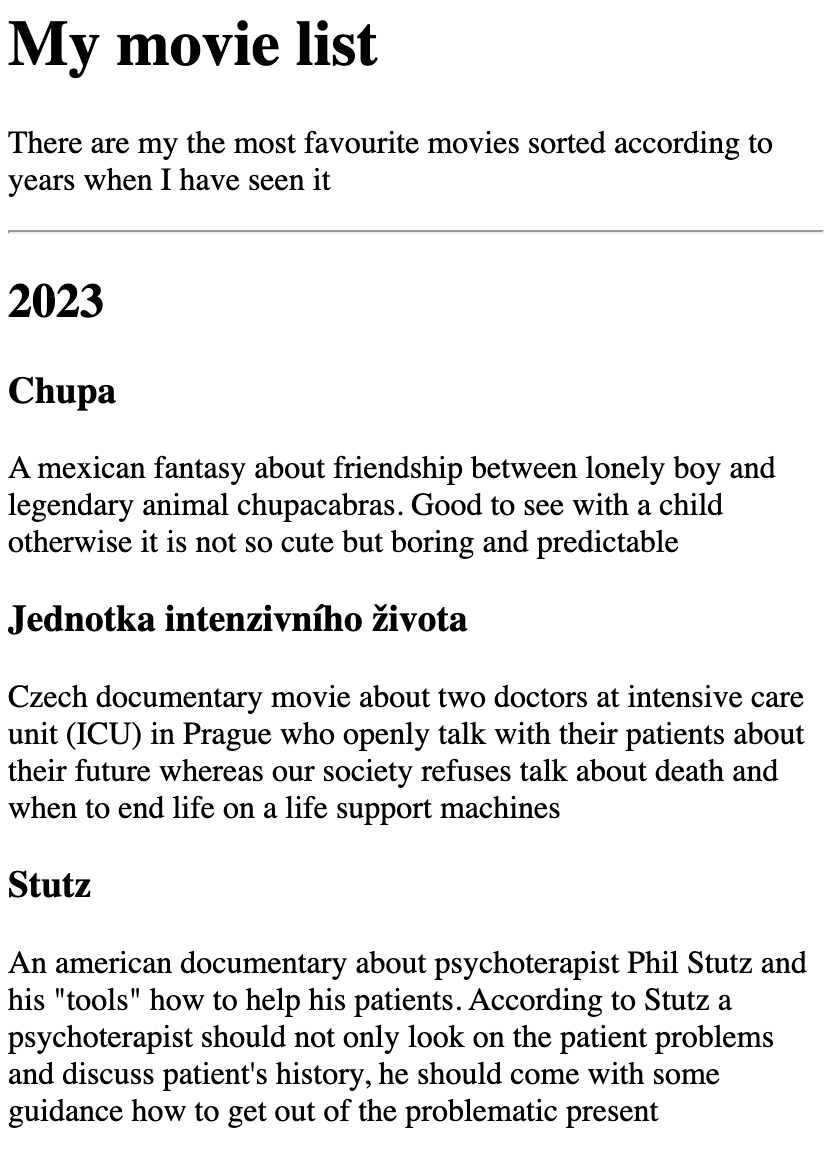 My movie list
There are my the most favourite movies sorted according to
years when I have seen it
2023
Chupa
A mexican fantasy about friendship between lonely boy and
legendary animal chupacabras. Good to see with a child
otherwise it is not so cute but boring and predictable
Jednotka intenzivního života
Czech documentary movie about two doctors at intensive care
unit (ICU) in Prague who openly talk with their patients about
their future whereas our society refuses talk about death and
when to end life on a life support machines
Stutz
An american documentary about psychoterapist Phil Stutz and
his "tools" how to help his patients. According to Stutz a
psychoterapist should not only look on the patient problems
and discuss patient's history, he should come with some
guidance how to get out of the problematic present